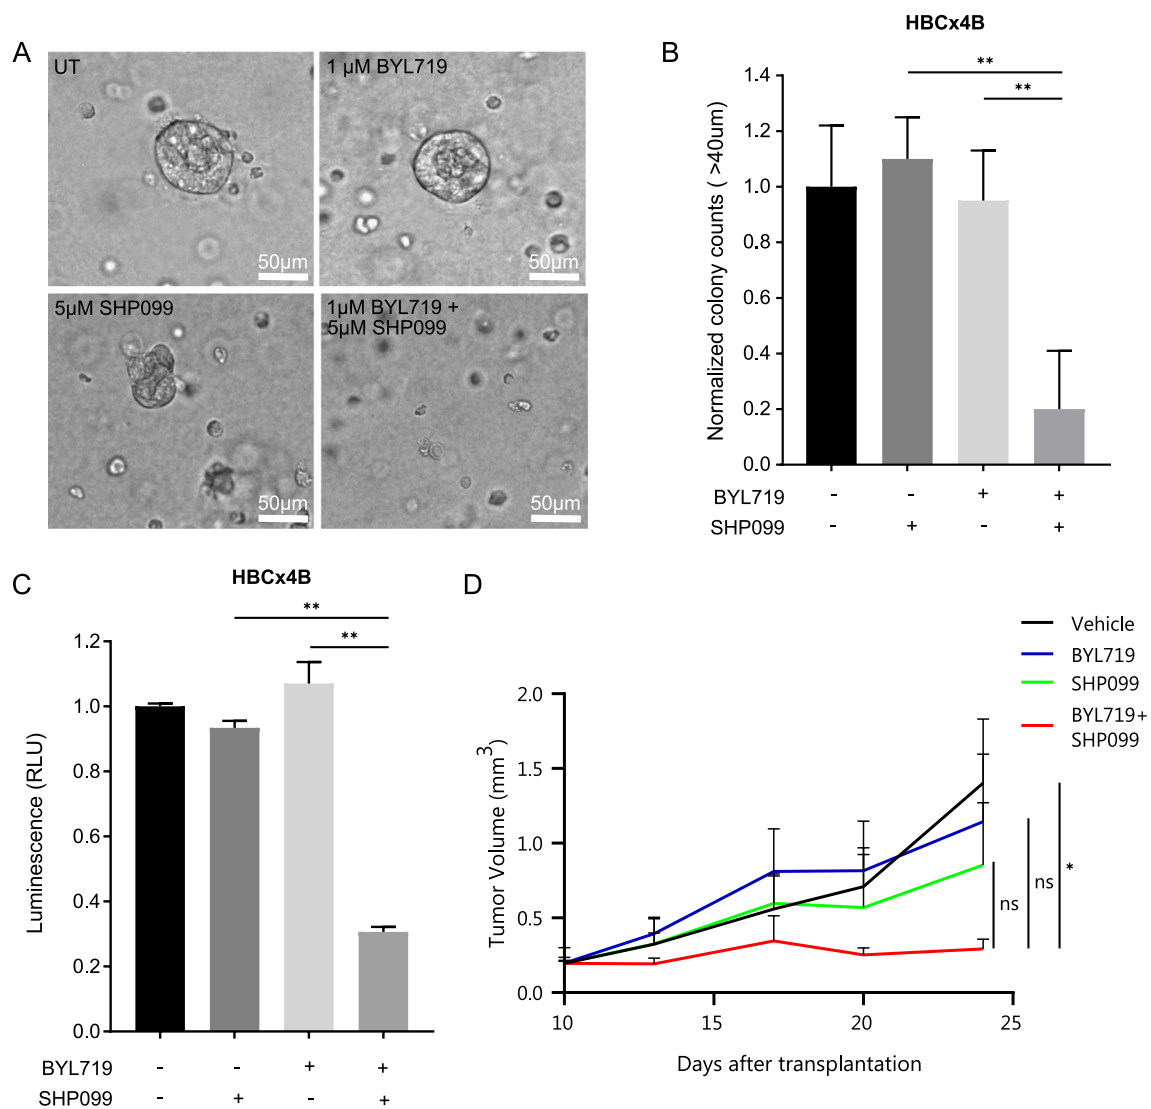 A
UT
1 µM BYL719
50µm
50µm
5µM SHP099
1µM BYL719 +
5µM SHP099
50µm
50µm
B
HBCx4B
**
**
Normalized colony counts ( >40um)
1.4
1.2
1.0
0.8
0.6
0.4
0.2
0.0
BYL719 - - + +
SHP099 - + - +
C
HBCx4B
**
**
Luminescence (RLU)
1.2
1.0
0.8
0.6
0.4
0.2
0.0
BYL719 - - + +
SHP099 - + - +
D
Vehicle
BYL719
SHP099
BYL719+
SHP099
Tumor Volume (mm3)
2.0
1.5
1.0
0.5
0.0
10 15 20 25
Days after transplantation
ns
ns
*